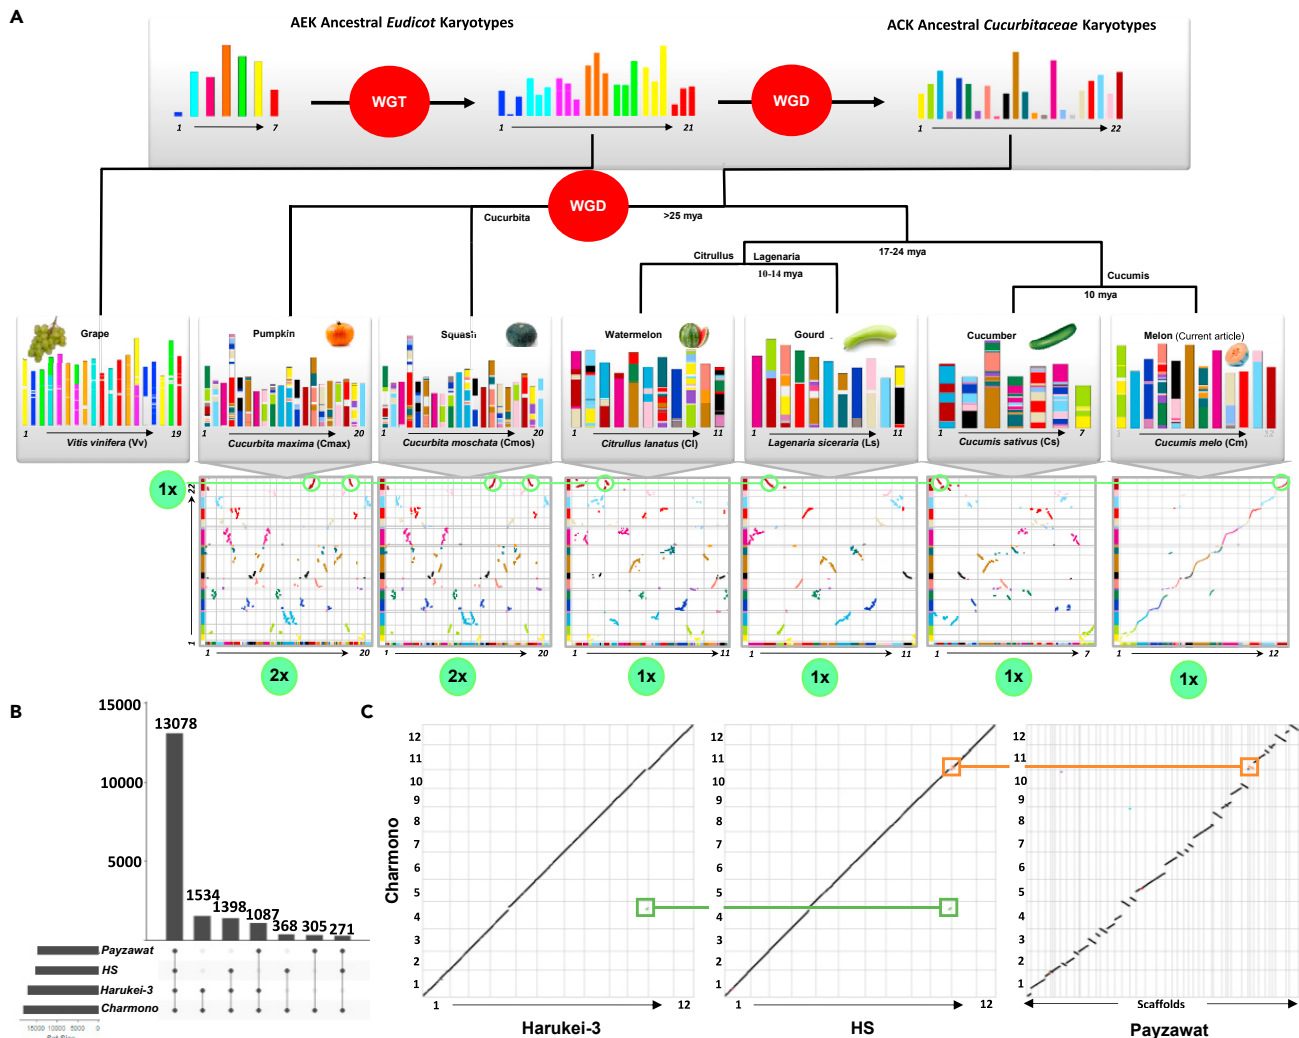 A
AEK Ancestral Eudicot Karyotypes
ACK Ancestral Cucurbitaceae Karyotypes
WGT
WGD
1 7
1 21
1 22
WGD
Cucurbita
>25 mya
17-24 mya
Citrullus Lagenaria
10-14 mya
Cucumis
10 mya
Grape
Pumpkin
Squash
Watermelon
Gourd
Cucumber
Melon (Current article)
1 19
Vitis vinifera (Vv)
1 20
Cucurbita maxima (Cmax)
1 20
Cucurbita moschata (Cmos)
1 11
Citrullus lanatus (Cl)
1 11
Lagenaria siceraria (Ls)
1 7
Cucumis sativus (Cs)
1 12
Cucumis melo (Cm)
1x
22
1
1 20
1 20
1 11
1 11
1 7
1 12
2x
2x
1x
1x
1x
1x
B
15000
10000
5000
13078
1534
1398
1087
368
305
271
Payzawat
HS
Harukei-3
Charmono
15000 10000 5000 0
C
Charmono
12
11
10
9
8
7
6
5
4
3
2
1
1 12
Harukei-3
12
11
10
9
8
7
6
5
4
3
2
1
1 12
HS
12
11
10
9
8
7
6
5
4
3
2
1
Scaffolds
Payzawat